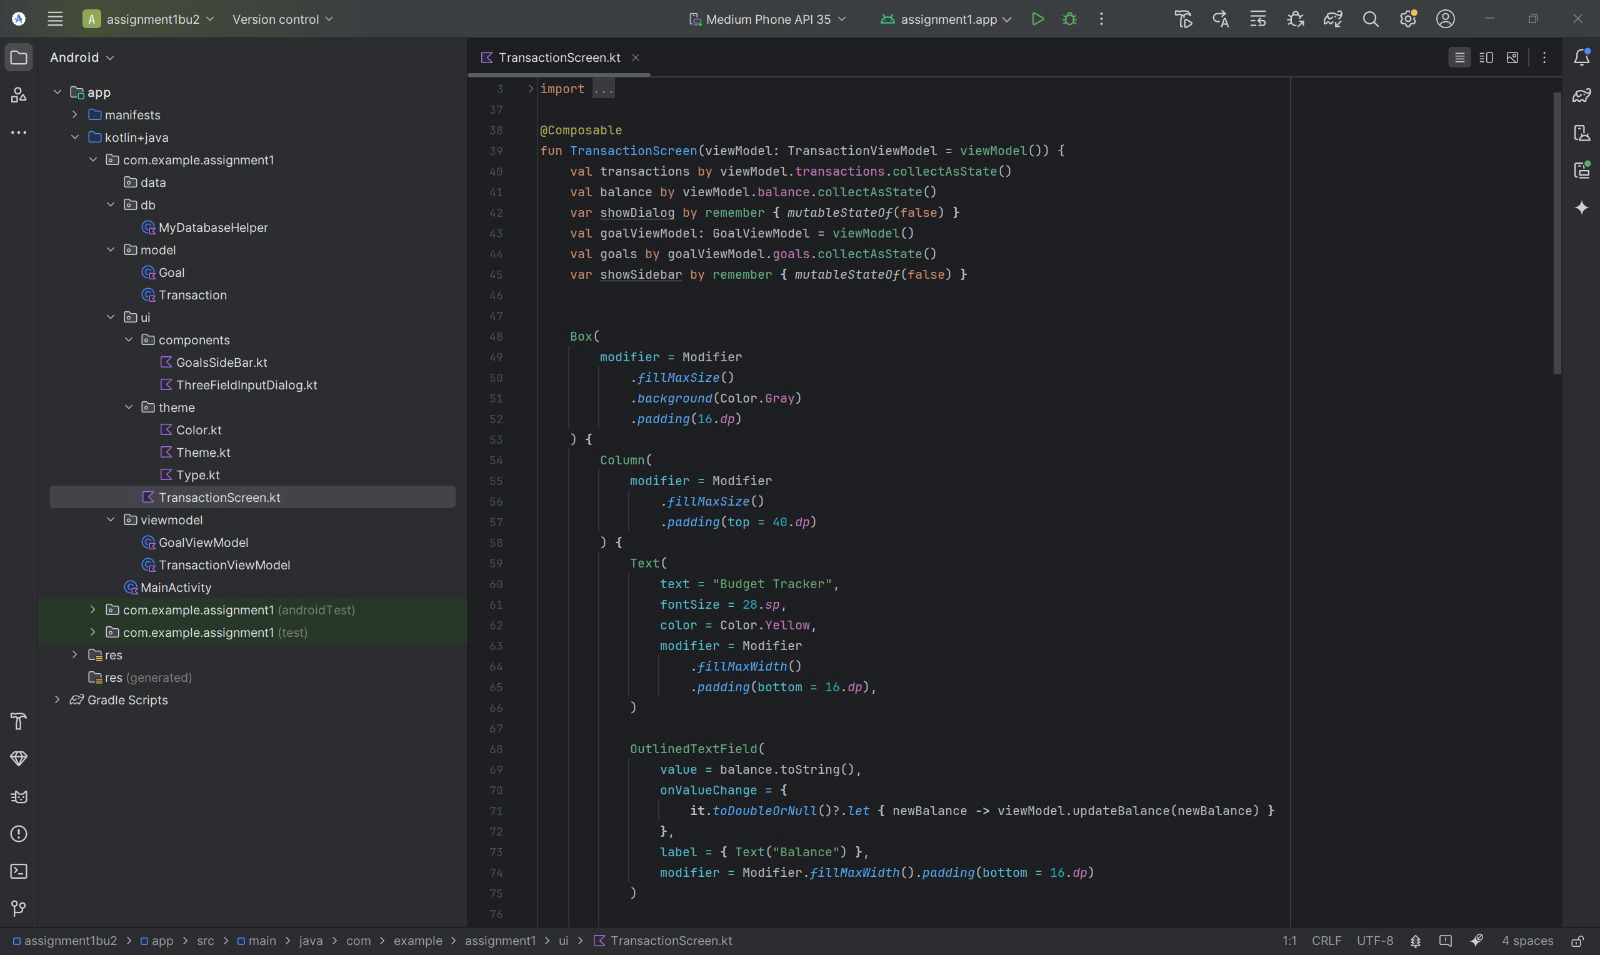 A assignment1bu2 Version control Medium Phone API 35 assignment1.app
Android
app
manifests
kotlin+java
com.example.assignment1
data
db
MyDatabaseHelper
model
Goal
Transaction
ui
components
GoalsSideBar.kt
ThreeFieldInputDialog.kt
theme
Color.kt
Theme.kt
Type.kt
TransactionScreen.kt
viewmodel
GoalViewModel
TransactionViewModel
MainActivity
com.example.assignment1 (androidTest)
com.example.assignment1 (test)
res
res (generated)
Gradle Scripts
TransactionScreen.kt
3 import ...
37
38 @Composable
39 fun TransactionScreen(viewModel: TransactionViewModel = viewModel()) {
40 val transactions by viewModel.transactions.collectAsState()
41 val balance by viewModel.balance.collectAsState()
42 var showDialog by remember { mutableStateOf(false) }
43 val goalViewModel: GoalViewModel = viewModel()
44 val goals by goalViewModel.goals.collectAsState()
45 var showSidebar by remember { mutableStateOf(false) }
46
47
48 Box(
49 modifier = Modifier
50 .fillMaxSize()
51 .background(Color.Gray)
52 .padding(16.dp)
53 ) {
54 Column(
55 modifier = Modifier
56 .fillMaxSize()
57 .padding(top = 40.dp)
58 ) {
59 Text(
60 text = "Budget Tracker",
61 fontSize = 28.sp,
62 color = Color.Yellow,
63 modifier = Modifier
64 .fillMaxWidth()
65 .padding(bottom = 16.dp),
66 )
67
68 OutlinedTextField(
69 value = balance.toString(),
70 onValueChange = {
71 it.toDoubleOrNull()?.let { newBalance -> viewModel.updateBalance(newBalance) }
72 },
73 label = { Text("Balance") },
74 modifier = Modifier.fillMaxWidth().padding(bottom = 16.dp)
75 )
76
assignment1bu2 > app > src > main > java > com > example > assignment1 > ui > TransactionScreen.kt 1:1 CRLF UTF-8 4 spaces